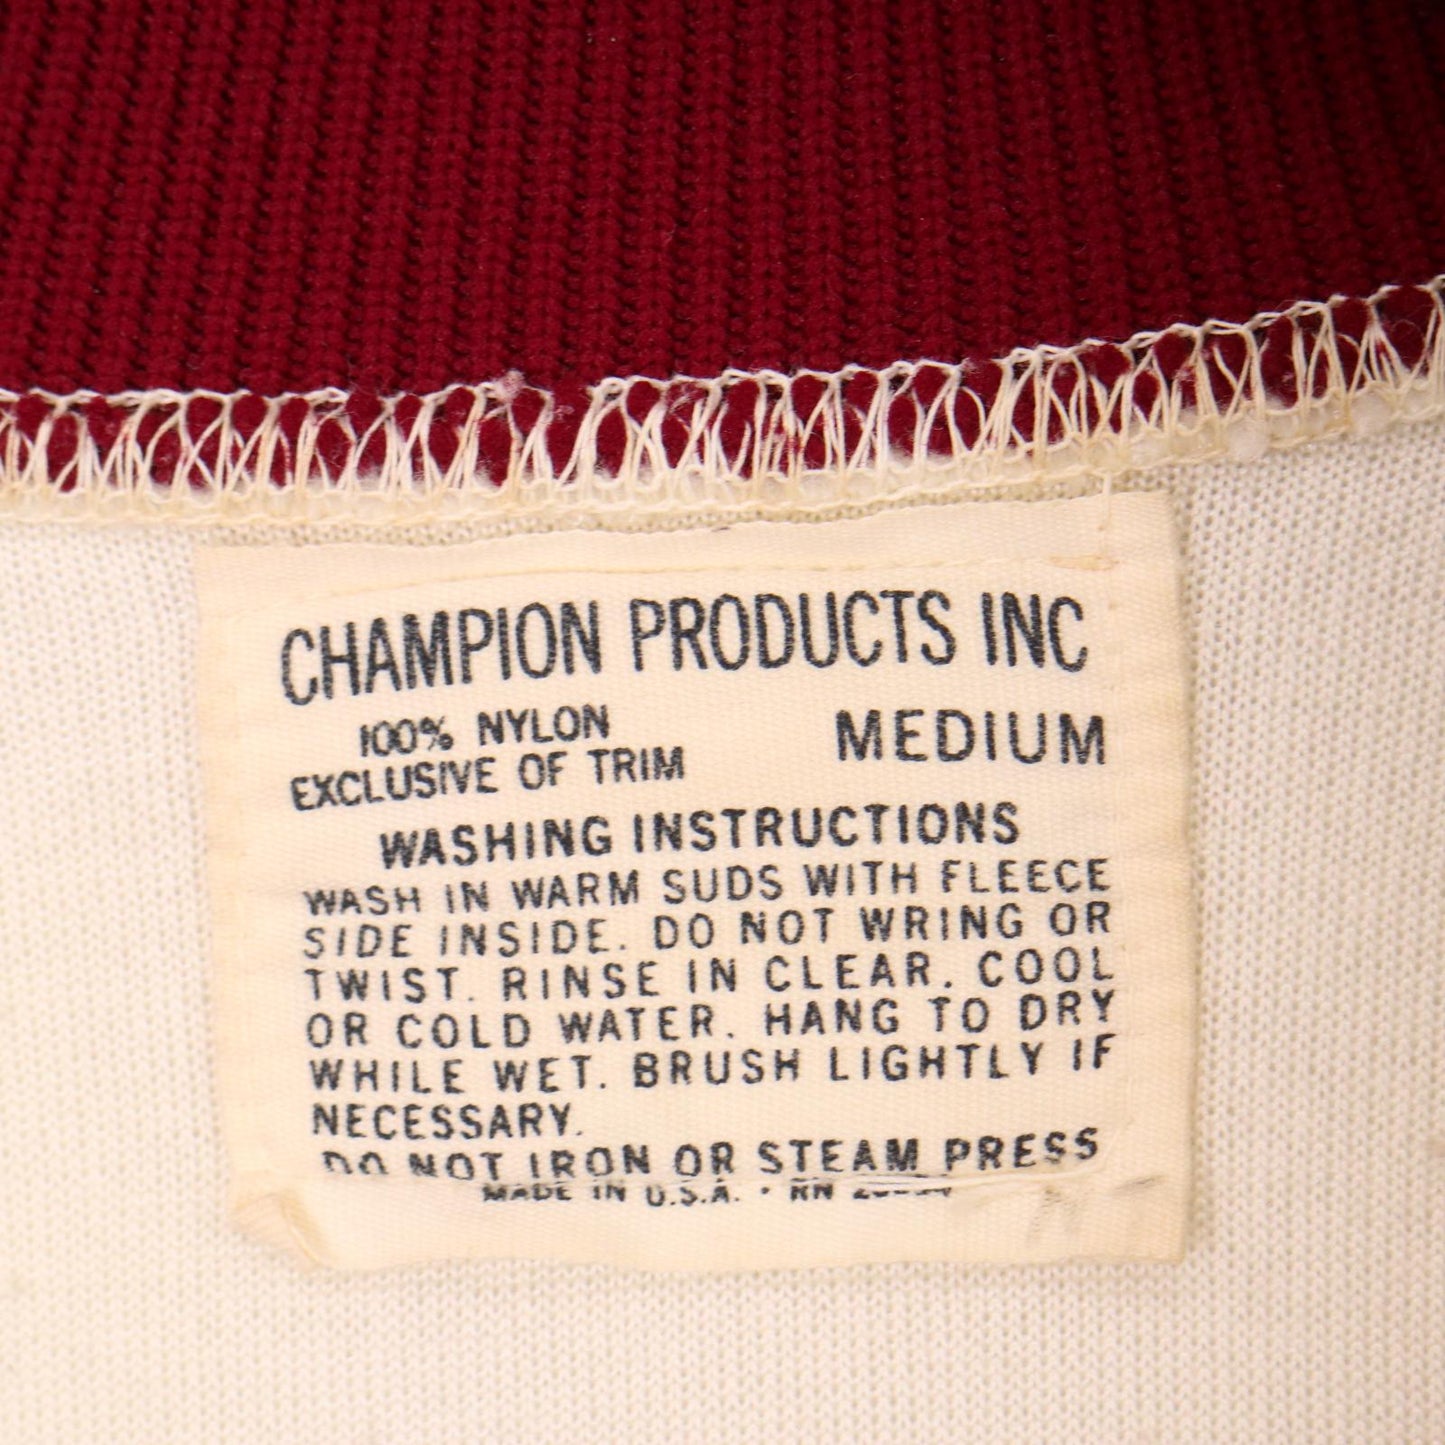 CHAMPION PRODUCTS INC
100% NYLON
EXCLUSIVE OF TRIM
MEDIUM
WASHING INSTRUCTIONS
WASH IN WARM SUDS WITH FLEECE
SIDE INSIDE. DO NOT WRING OR
TWIST. RINSE IN CLEAR. COOL
OR COLD WATER. HANG TO DRY
WHILE WET. BRUSH LIGHTLY IF
NECESSARY.
DO NOT IRON OR STEAM PRESS
MADE IN U.S.A. • RN